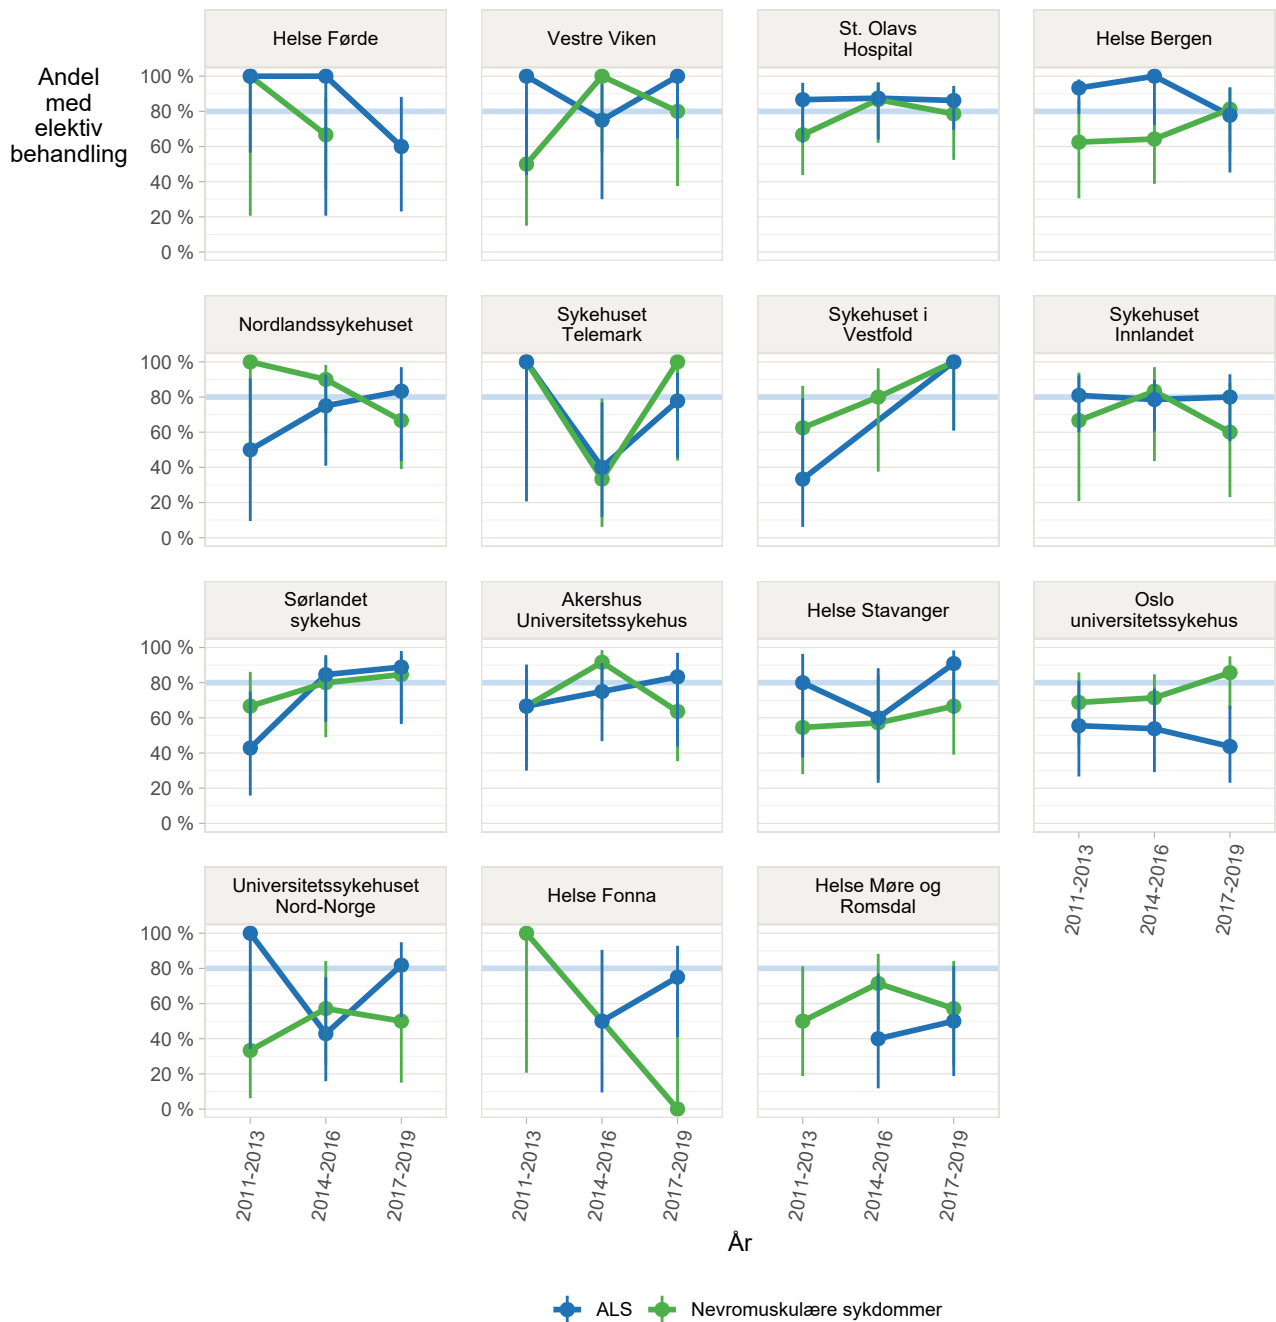 Andel
med
elektiv
behandling
Helse Førde
Vestre Viken
St. Olavs
Hospital
Helse Bergen
100 %
80 %
60 %
40 %
20 %
0 %
Nordlandssykehuset
Sykehuset
Telemark
Sykehuset i
Vestfold
Sykehuset
Innlandet
100 %
80 %
60 %
40 %
20 %
0 %
Sørlandet
sykehus
Akershus
Universitetssykehus
Helse Stavanger
Oslo
universitetssykehus
100 %
80 %
60 %
40 %
20 %
0 %
2011-2013
2014-2016
2017-2019
Universitetssykehuset
Nord-Norge
Helse Fonna
Helse Møre og
Romsdal
100 %
80 %
60 %
40 %
20 %
0 %
2011-2013
2014-2016
2017-2019
2011-2013
2014-2016
2017-2019
2011-2013
2014-2016
2017-2019
År
ALS
Nevromuskulære sykdommer